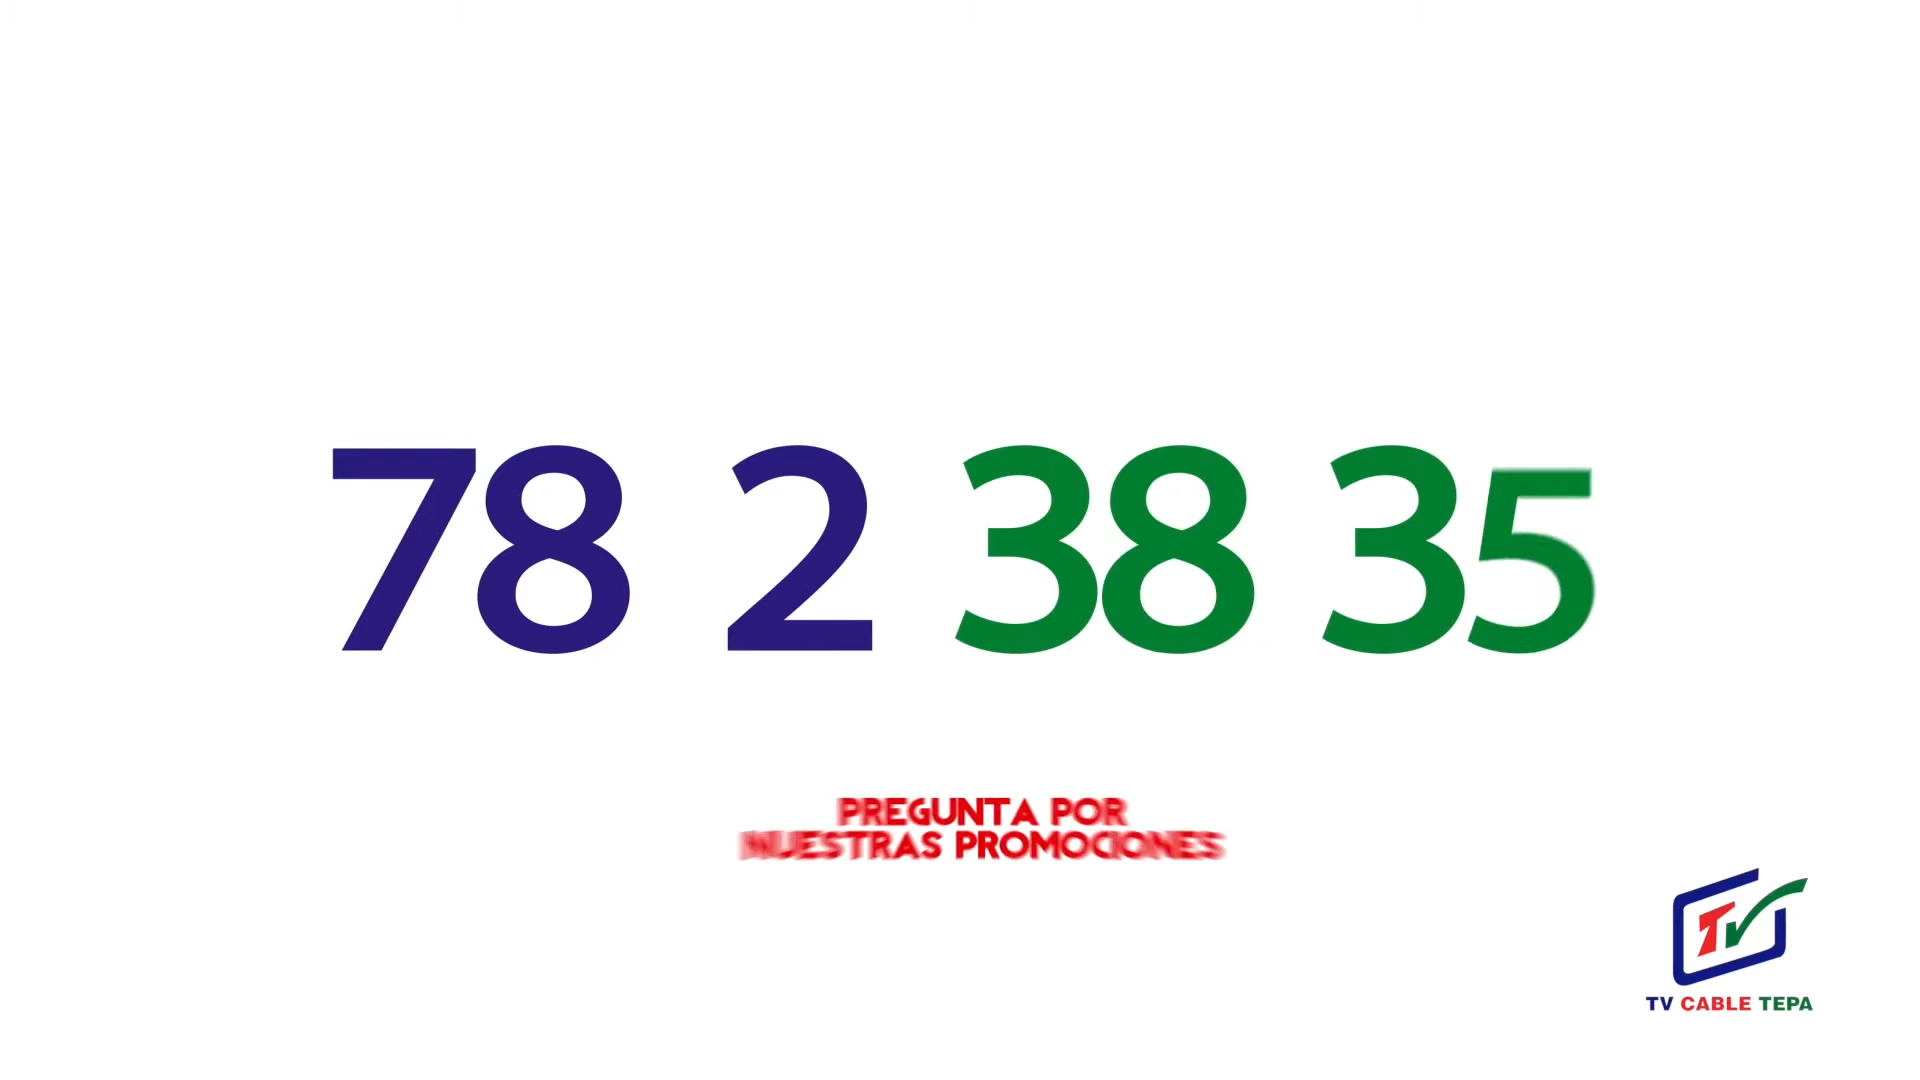 78 2 38 35
PREGUNTA POR
NUESTRAS PROMOCIONES
TV
TV CABLE TEPA